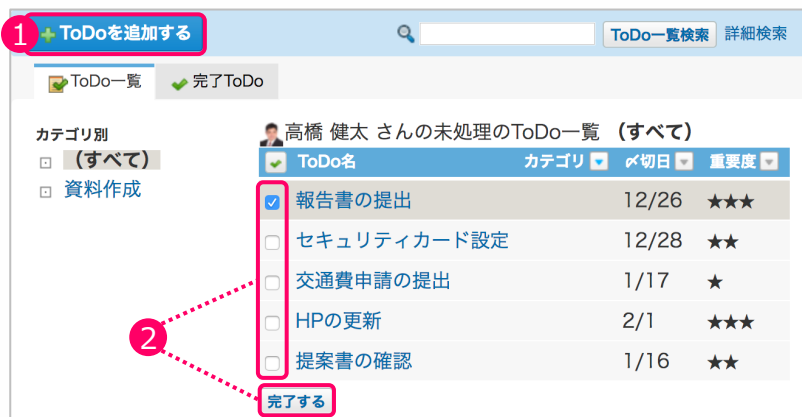 1 ToDoを追加する ToDo一覧検索 詳細検索
ToDo一覧 完了ToDo
カテゴリ別
(すべて)
資料作成
高橋 健太 さんの未処理のToDo一覧 (すべて)
ToDo名 カテゴリ 〆切日 重要度
報告書の提出 12/26 ★★★
セキュリティカード設定 12/28 ★★
交通費申請の提出 1/17 ★
HPの更新 2/1 ★★★
提案書の確認 1/16 ★★
2
完了する